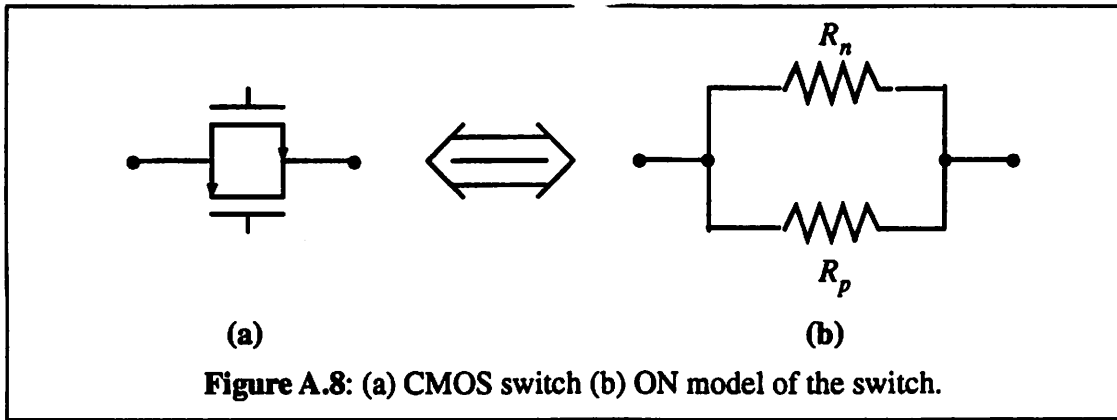 R_n
R_p
(a)
(b)
Figure A.8: (a) CMOS switch (b) ON model of the switch.